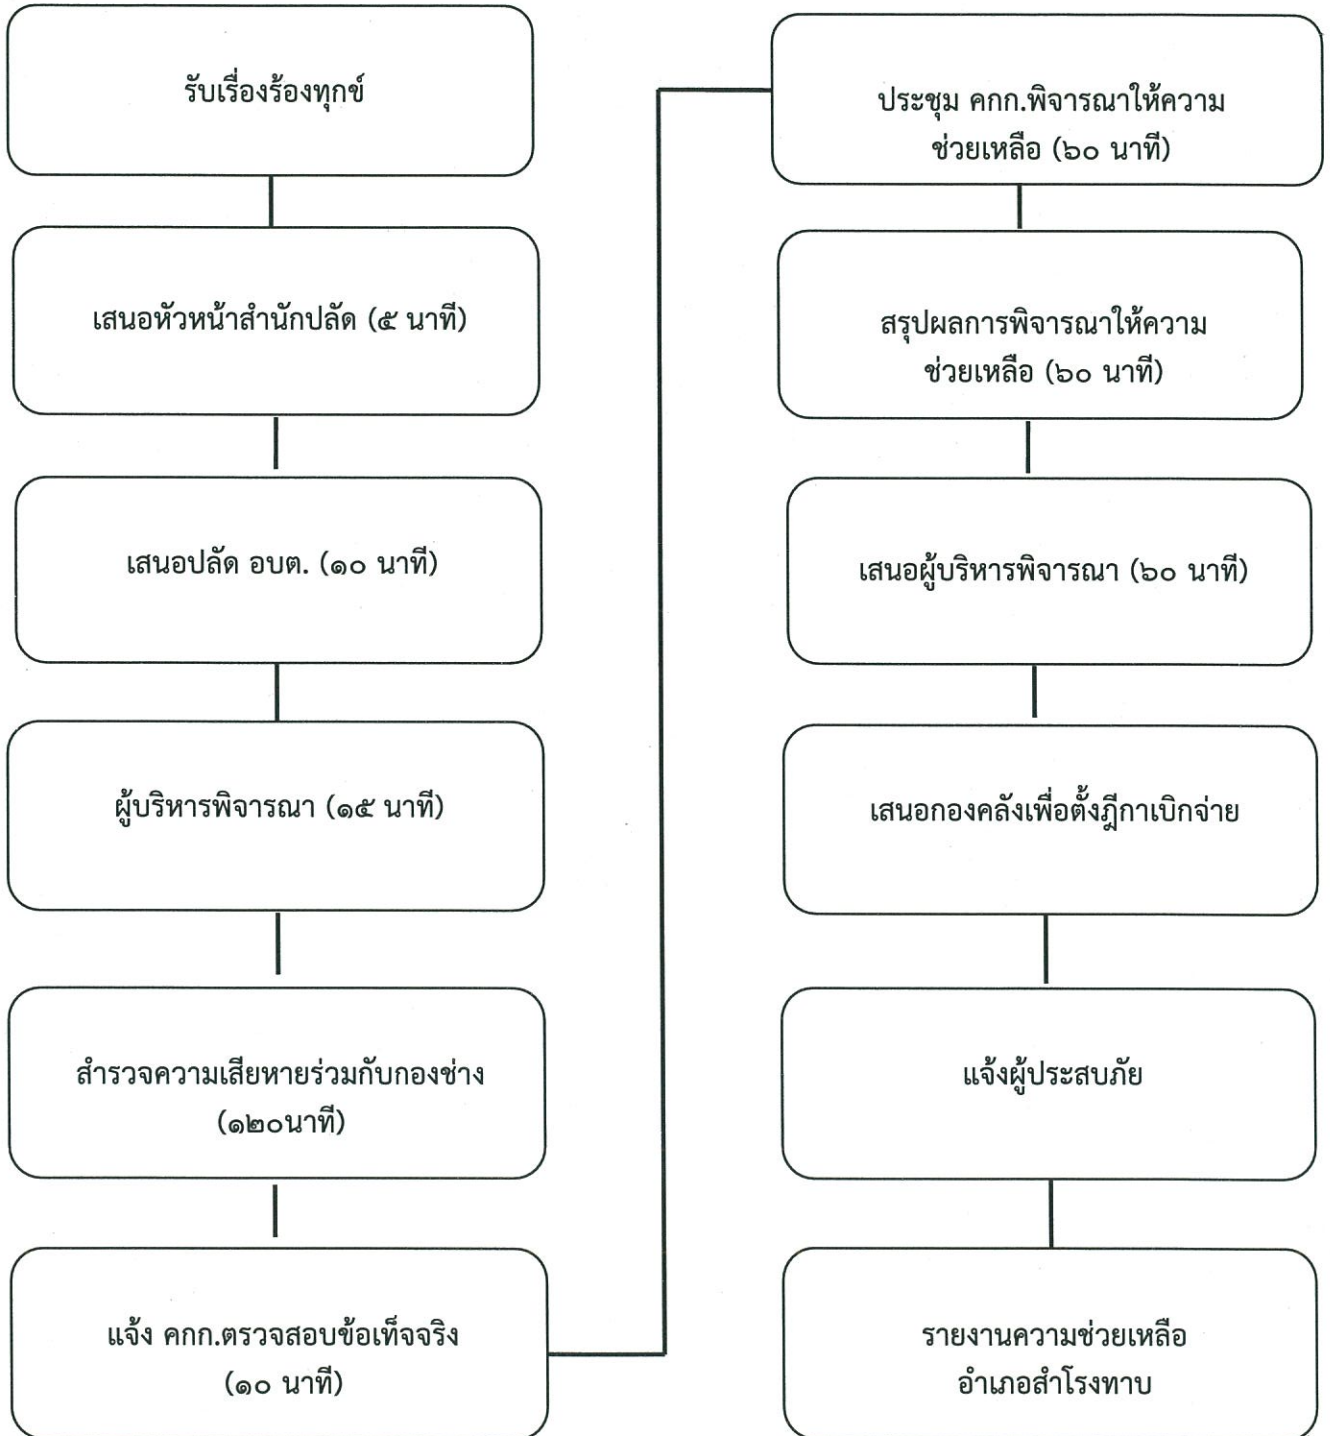 รับเรื่องร้องทุกข์
เสนอหัวหน้าสำนักปลัด (๕ นาที)
เสนอปลัด อบต. (๑๐ นาที)
ผู้บริหารพิจารณา (๑๕ นาที)
สำรวจความเสียหายร่วมกับกองช่าง
(๑๒๐นาที)
แจ้ง คกก.ตรวจสอบข้อเท็จจริง
(๑๐ นาที)
ประชุม คกก.พิจารณาให้ความ
ช่วยเหลือ (๖๐ นาที)
สรุปผลการพิจารณาให้ความ
ช่วยเหลือ (๖๐ นาที)
เสนอผู้บริหารพิจารณา (๖๐ นาที)
เสนอกองคลังเพื่อตั้งฎีกาเบิกจ่าย
แจ้งผู้ประสบภัย
รายงานความช่วยเหลือ
อำเภอสำโรงทาบ